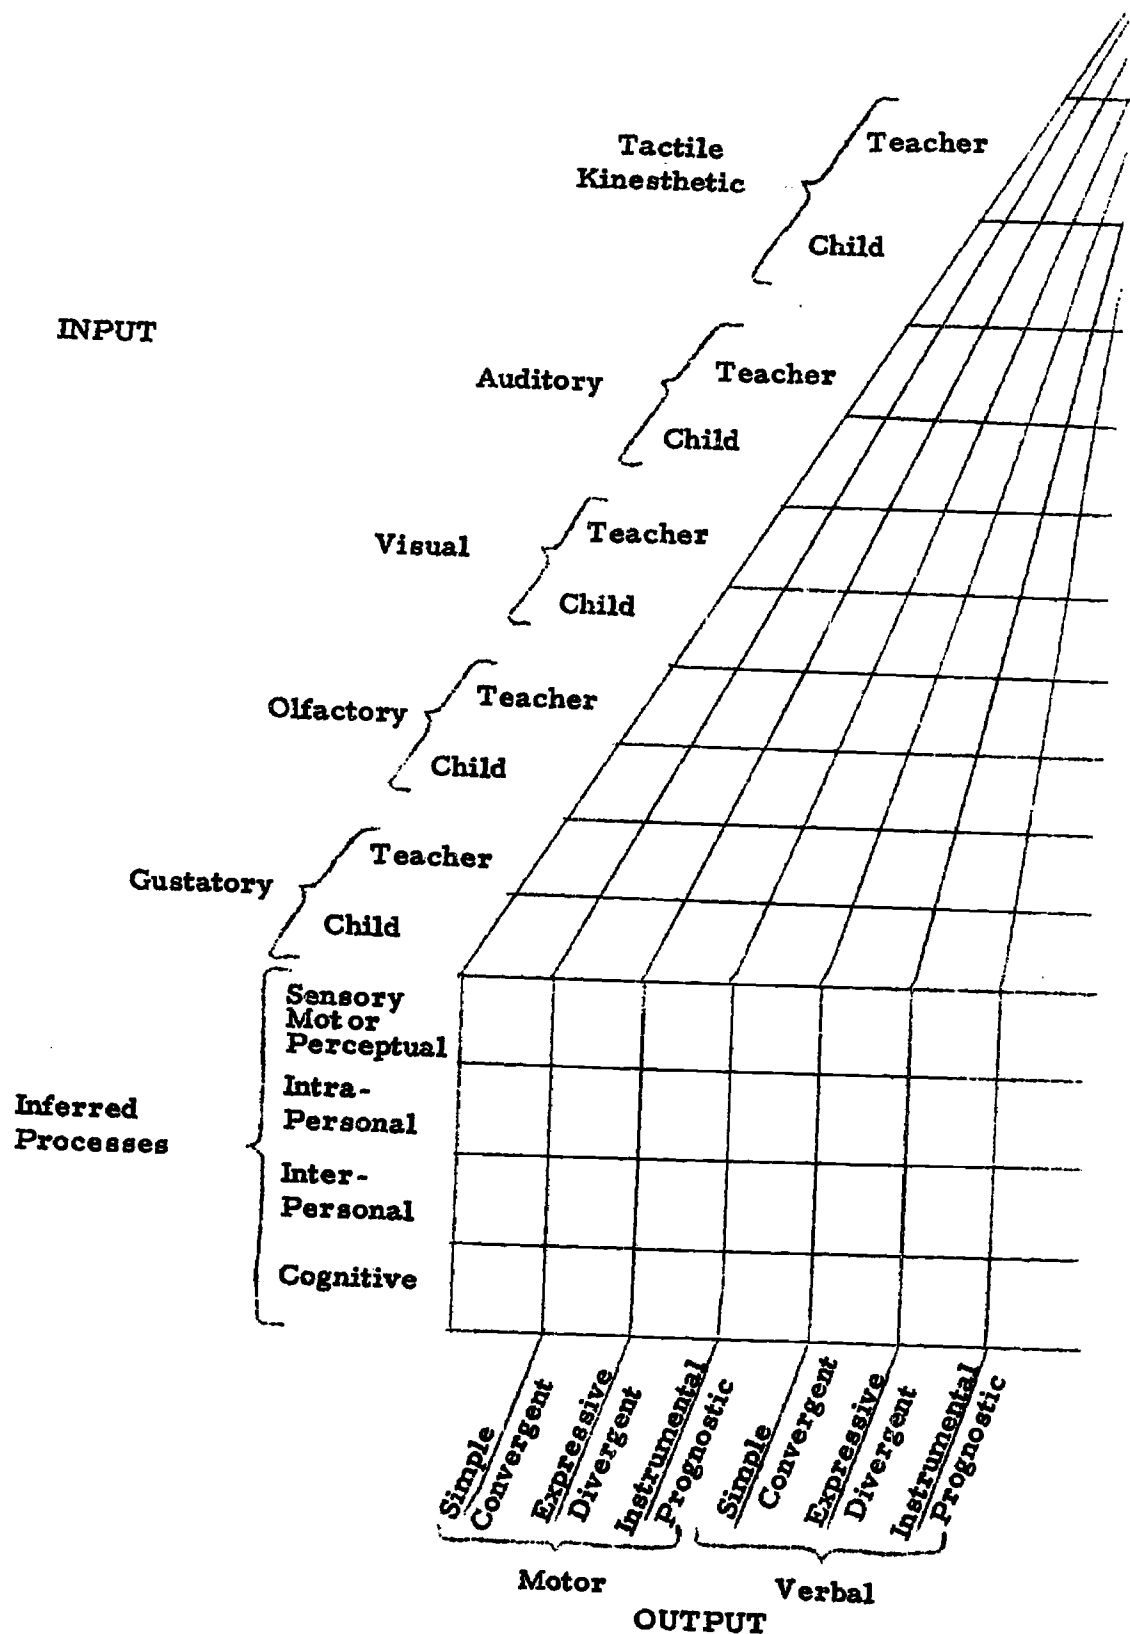 Tactile
Kinesthetic
Teacher
Child
INPUT
Auditory
Teacher
Child
Visual
Teacher
Child
Olfactory
Teacher
Child
Gustatory
Teacher
Child
Inferred
Processes
Sensory
Motor
Perceptual
Intra-
Personal
Inter-
Personal
Cognitive
Simple
Convergent
Expressive
Divergent
Instrumental
Prognostic
Simple
Convergent
Expressive
Divergent
Instrumental
Prognostic
Motor
Verbal
OUTPUT